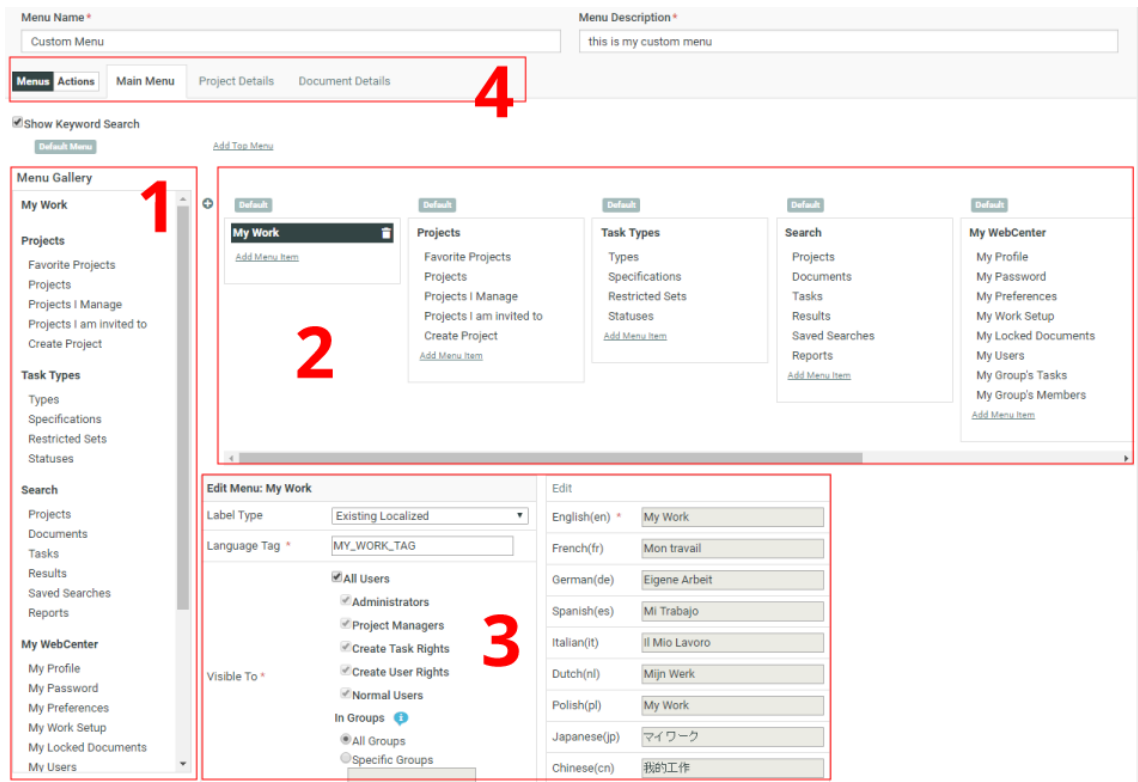 Menu Name *
Menu Description *
Custom Menu
this is my custom menu
Menus Actions Main Menu Project Details Document Details
4
Show Keyword Search
Default Menu
Add Top Menu
Menu Gallery
1
My Work
Projects
Favorite Projects
Projects
Projects I Manage
Projects I am invited to
Create Project
Task Types
Types
Specifications
Restricted Sets
Statuses
Search
Projects
Documents
Tasks
Results
Saved Searches
Reports
My WebCenter
My Profile
My Password
My Preferences
My Work Setup
My Locked Documents
My Users
Default
My Work
Add Menu Item
2
Default
Projects
Favorite Projects
Projects
Projects I Manage
Projects I am invited to
Create Project
Add Menu Item
Default
Task Types
Types
Specifications
Restricted Sets
Statuses
Add Menu Item
Default
Search
Projects
Documents
Tasks
Results
Saved Searches
Reports
Add Menu Item
Default
My WebCenter
My Profile
My Password
My Preferences
My Work Setup
My Locked Documents
My Users
My Group's Tasks
My Group's Members
Add Menu Item
Edit Menu: My Work
Label Type Existing Localized
Language Tag * MY_WORK_TAG
Visible To *
All Users
Administrators
Project Managers
Create Task Rights
Create User Rights
Normal Users
In Groups
All Groups
Specific Groups
3
Edit
English(en) * My Work
French(fr) Mon travail
German(de) Eigene Arbeit
Spanish(es) Mi Trabajo
Italian(it) Il Mio Lavoro
Dutch(nl) Mijn Werk
Polish(pl) My Work
Japanese(jp) マイワーク
Chinese(cn) 我的工作